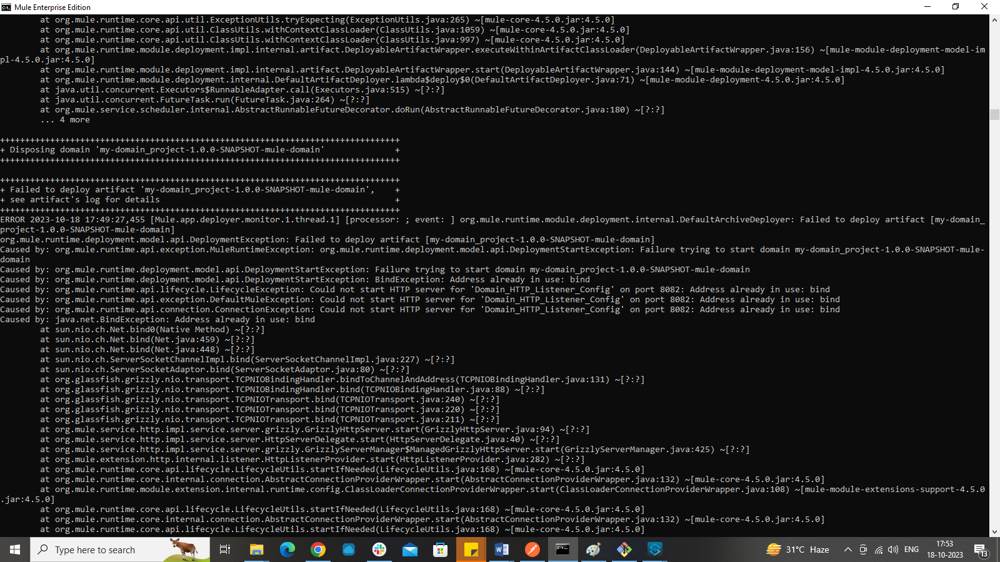 Mule Enterprise Edition
at org.mule.runtime.core.api.util.ExceptionUtils.tryExpecting(ExceptionUtils.java:265) ~[mule-core-4.5.0.jar:4.5.0]
at org.mule.runtime.core.api.util.ClassUtils.withContextClassLoader(ClassUtils.java:1059) ~[mule-core-4.5.0.jar:4.5.0]
at org.mule.runtime.core.api.util.ClassUtils.withContextClassLoader(ClassUtils.java:997) ~[mule-core-4.5.0.jar:4.5.0]
at org.mule.runtime.module.deployment.impl.internal.artifact.DeployableArtifactWrapper.executeWithinArtifactClassLoader(DeployableArtifactWrapper.java:156) ~[mule-module-deployment-model-im
pl-4.5.0.jar:4.5.0]
at org.mule.runtime.module.deployment.impl.internal.artifact.DeployableArtifactWrapper.start(DeployableArtifactWrapper.java:144) ~[mule-module-deployment-model-impl-4.5.0.jar:4.5.0]
at org.mule.runtime.module.deployment.internal.DefaultArtifactDeployer.lambda$deploy$0(DefaultArtifactDeployer.java:71) ~[mule-module-deployment-4.5.0.jar:4.5.0]
at java.util.concurrent.Executors$RunnableAdapter.call(Executors.java:515) ~[?:?]
at java.util.concurrent.FutureTask.run(FutureTask.java:264) ~[?:?]
at org.mule.service.scheduler.internal.AbstractRunnableFutureDecorator.doRun(AbstractRunnableFutureDecorator.java:180) ~[?:?]
... 4 more
++++++++++++++++++++++++++++++++++++++++++++++++++++++++++++++++++++++++++++++++
+ Disposing domain 'my-domain_project-1.0.0-SNAPSHOT-mule-domain' +
++++++++++++++++++++++++++++++++++++++++++++++++++++++++++++++++++++++++++++++++
++++++++++++++++++++++++++++++++++++++++++++++++++++++++++++++++++++++++++++++++
+ Failed to deploy artifact 'my-domain_project-1.0.0-SNAPSHOT-mule-domain', +
+ see artifact's log for details +
++++++++++++++++++++++++++++++++++++++++++++++++++++++++++++++++++++++++++++++++
ERROR 2023-10-18 17:49:27,455 [Mule.app.deployer.monitor.1.thread.1] [processor: ; event: ] org.mule.runtime.module.deployment.internal.DefaultArchiveDeployer: Failed to deploy artifact [my-domain_
project-1.0.0-SNAPSHOT-mule-domain]
org.mule.runtime.deployment.model.api.DeploymentException: Failed to deploy artifact [my-domain_project-1.0.0-SNAPSHOT-mule-domain]
Caused by: org.mule.runtime.api.exception.MuleRuntimeException: org.mule.runtime.deployment.model.api.DeploymentStartException: Failure trying to start domain my-domain_project-1.0.0-SNAPSHOT-mule-
domain
Caused by: org.mule.runtime.deployment.model.api.DeploymentStartException: Failure trying to start domain my-domain_project-1.0.0-SNAPSHOT-mule-domain
Caused by: org.mule.runtime.deployment.model.api.DeploymentStartException: BindException: Address already in use: bind
Caused by: org.mule.runtime.api.lifecycle.LifecycleException: Could not start HTTP server for 'Domain_HTTP_Listener_Config' on port 8082: Address already in use: bind
Caused by: org.mule.runtime.api.exception.DefaultMuleException: Could not start HTTP server for 'Domain_HTTP_Listener_Config' on port 8082: Address already in use: bind
Caused by: org.mule.runtime.api.connection.ConnectionException: Could not start HTTP server for 'Domain_HTTP_Listener_Config' on port 8082: Address already in use: bind
Caused by: java.net.BindException: Address already in use: bind
at sun.nio.ch.Net.bind0(Native Method) ~[?:?]
at sun.nio.ch.Net.bind(Net.java:459) ~[?:?]
at sun.nio.ch.Net.bind(Net.java:448) ~[?:?]
at sun.nio.ch.ServerSocketChannelImpl.bind(ServerSocketChannelImpl.java:227) ~[?:?]
at sun.nio.ch.ServerSocketAdaptor.bind(ServerSocketAdaptor.java:80) ~[?:?]
at org.glassfish.grizzly.nio.transport.TCPNIOBindingHandler.bindToChannelAndAddress(TCPNIOBindingHandler.java:131) ~[?:?]
at org.glassfish.grizzly.nio.transport.TCPNIOBindingHandler.bind(TCPNIOBindingHandler.java:88) ~[?:?]
at org.glassfish.grizzly.nio.transport.TCPNIOTransport.bind(TCPNIOTransport.java:240) ~[?:?]
at org.glassfish.grizzly.nio.transport.TCPNIOTransport.bind(TCPNIOTransport.java:220) ~[?:?]
at org.glassfish.grizzly.nio.transport.TCPNIOTransport.bind(TCPNIOTransport.java:211) ~[?:?]
at org.mule.service.http.impl.service.server.grizzly.GrizzlyHttpServer.start(GrizzlyHttpServer.java:94) ~[?:?]
at org.mule.service.http.impl.service.server.HttpServerDelegate.start(HttpServerDelegate.java:40) ~[?:?]
at org.mule.service.http.impl.service.server.grizzly.GrizzlyServerManager$ManagedGrizzlyHttpServer.start(GrizzlyServerManager.java:425) ~[?:?]
at org.mule.extension.http.internal.listener.HttpListenerProvider.start(HttpListenerProvider.java:282) ~[?:?]
at org.mule.runtime.core.api.lifecycle.LifecycleUtils.startIfNeeded(LifecycleUtils.java:168) ~[mule-core-4.5.0.jar:4.5.0]
at org.mule.runtime.core.internal.connection.AbstractConnectionProviderWrapper.start(AbstractConnectionProviderWrapper.java:132) ~[mule-core-4.5.0.jar:4.5.0]
at org.mule.runtime.module.extension.internal.runtime.config.ClassLoaderConnectionProviderWrapper.start(ClassLoaderConnectionProviderWrapper.java:108) ~[mule-module-extensions-support-4.5.0
.jar:4.5.0]
at org.mule.runtime.core.api.lifecycle.LifecycleUtils.startIfNeeded(LifecycleUtils.java:168) ~[mule-core-4.5.0.jar:4.5.0]
at org.mule.runtime.core.internal.connection.AbstractConnectionProviderWrapper.start(AbstractConnectionProviderWrapper.java:132) ~[mule-core-4.5.0.jar:4.5.0]
at org.mule.runtime.core.api.lifecycle.LifecycleUtils.startIfNeeded(LifecycleUtils.java:168) ~[mule-core-4.5.0.jar:4.5.0]
Type here to search
31°C Haze
ENG
17:53
18-10-2023
13